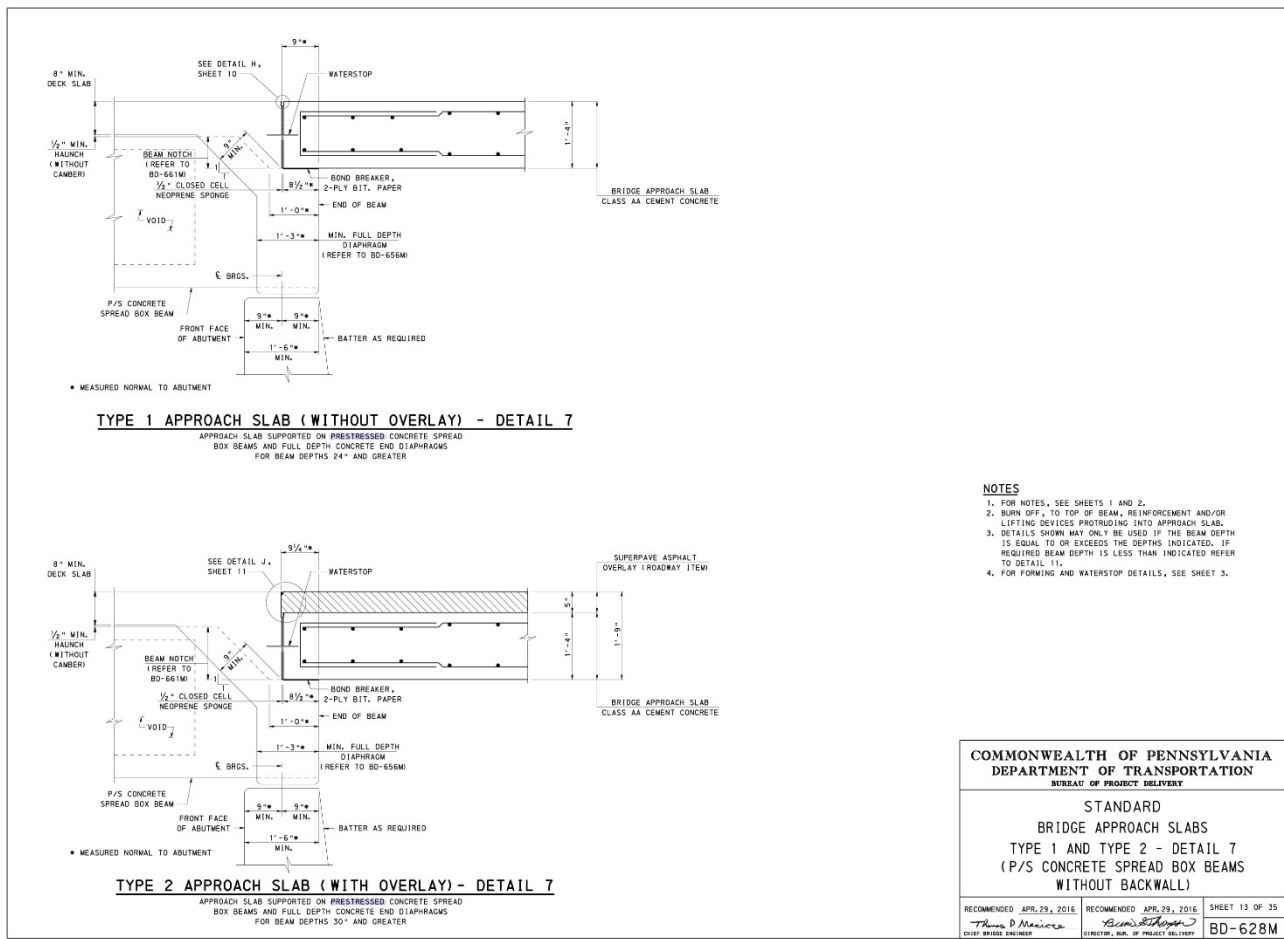 9"*
SEE DETAIL H,
SHEET 10
WATERSTOP
8" MIN.
DECK SLAB
1/2" MIN.
HAUNCH
(WITHOUT
CAMBER)
BEAM NOTCH
(REFER TO
BD-661M)
9"
MIN.
1
1
1'-4"
1/2" CLOSED CELL
NEOPRENE SPONGE
8 1/2"*
BOND BREAKER,
2-PLY BIT. PAPER
BRIDGE APPROACH SLAB
CLASS AA CEMENT CONCRETE
END OF BEAM
1'-0"*
VOID
1'-3"*
MIN. FULL DEPTH
DIAPHRAGM
(REFER TO BD-656M)
℄ BRGS.
P/S CONCRETE
SPREAD BOX BEAM
9"*
MIN.
9"*
MIN.
FRONT FACE
OF ABUTMENT
BATTER AS REQUIRED
1'-6"*
MIN.
* MEASURED NORMAL TO ABUTMENT
TYPE 1 APPROACH SLAB (WITHOUT OVERLAY) - DETAIL 7
APPROACH SLAB SUPPORTED ON PRESTRESSED CONCRETE SPREAD
BOX BEAMS AND FULL DEPTH CONCRETE END DIAPHRAGMS
FOR BEAM DEPTHS 24" AND GREATER
NOTES
1. FOR NOTES, SEE SHEETS 1 AND 2.
2. BURN OFF, TO TOP OF BEAM, REINFORCEMENT AND/OR
LIFTING DEVICES PROTRUDING INTO APPROACH SLAB.
3. DETAILS SHOWN MAY ONLY BE USED IF THE BEAM DEPTH
IS EQUAL TO OR EXCEEDS THE DEPTHS INDICATED. IF
REQUIRED BEAM DEPTH IS LESS THAN INDICATED REFER
TO DETAIL 11.
4. FOR FORMING AND WATERSTOP DETAILS, SEE SHEET 3.
9 1/4"*
SEE DETAIL J,
SHEET 11
WATERSTOP
SUPERPAVE ASPHALT
OVERLAY (ROADWAY ITEM)
8" MIN.
DECK SLAB
5"
1'-4"
1'-9"
1/2" MIN.
HAUNCH
(WITHOUT
CAMBER)
BEAM NOTCH
(REFER TO
BD-661M)
9"
MIN.
1
1
1/2" CLOSED CELL
NEOPRENE SPONGE
8 1/2"*
BOND BREAKER,
2-PLY BIT. PAPER
BRIDGE APPROACH SLAB
CLASS AA CEMENT CONCRETE
END OF BEAM
1'-0"*
VOID
1'-3"*
MIN. FULL DEPTH
DIAPHRAGM
(REFER TO BD-656M)
℄ BRGS.
P/S CONCRETE
SPREAD BOX BEAM
9"*
MIN.
9"*
MIN.
FRONT FACE
OF ABUTMENT
BATTER AS REQUIRED
1'-6"*
MIN.
* MEASURED NORMAL TO ABUTMENT
TYPE 2 APPROACH SLAB (WITH OVERLAY) - DETAIL 7
APPROACH SLAB SUPPORTED ON PRESTRESSED CONCRETE SPREAD
BOX BEAMS AND FULL DEPTH CONCRETE END DIAPHRAGMS
FOR BEAM DEPTHS 30" AND GREATER
COMMONWEALTH OF PENNSYLVANIA
DEPARTMENT OF TRANSPORTATION
BUREAU OF PROJECT DELIVERY
STANDARD
BRIDGE APPROACH SLABS
TYPE 1 AND TYPE 2 - DETAIL 7
(P/S CONCRETE SPREAD BOX BEAMS
WITHOUT BACKWALL)
RECOMMENDED APR. 29, 2016
Thomas P Macioce
CHIEF BRIDGE ENGINEER
RECOMMENDED APR. 29, 2016
DIRECTOR, BUR. OF PROJECT DELIVERY
SHEET 13 OF 35
BD-628M